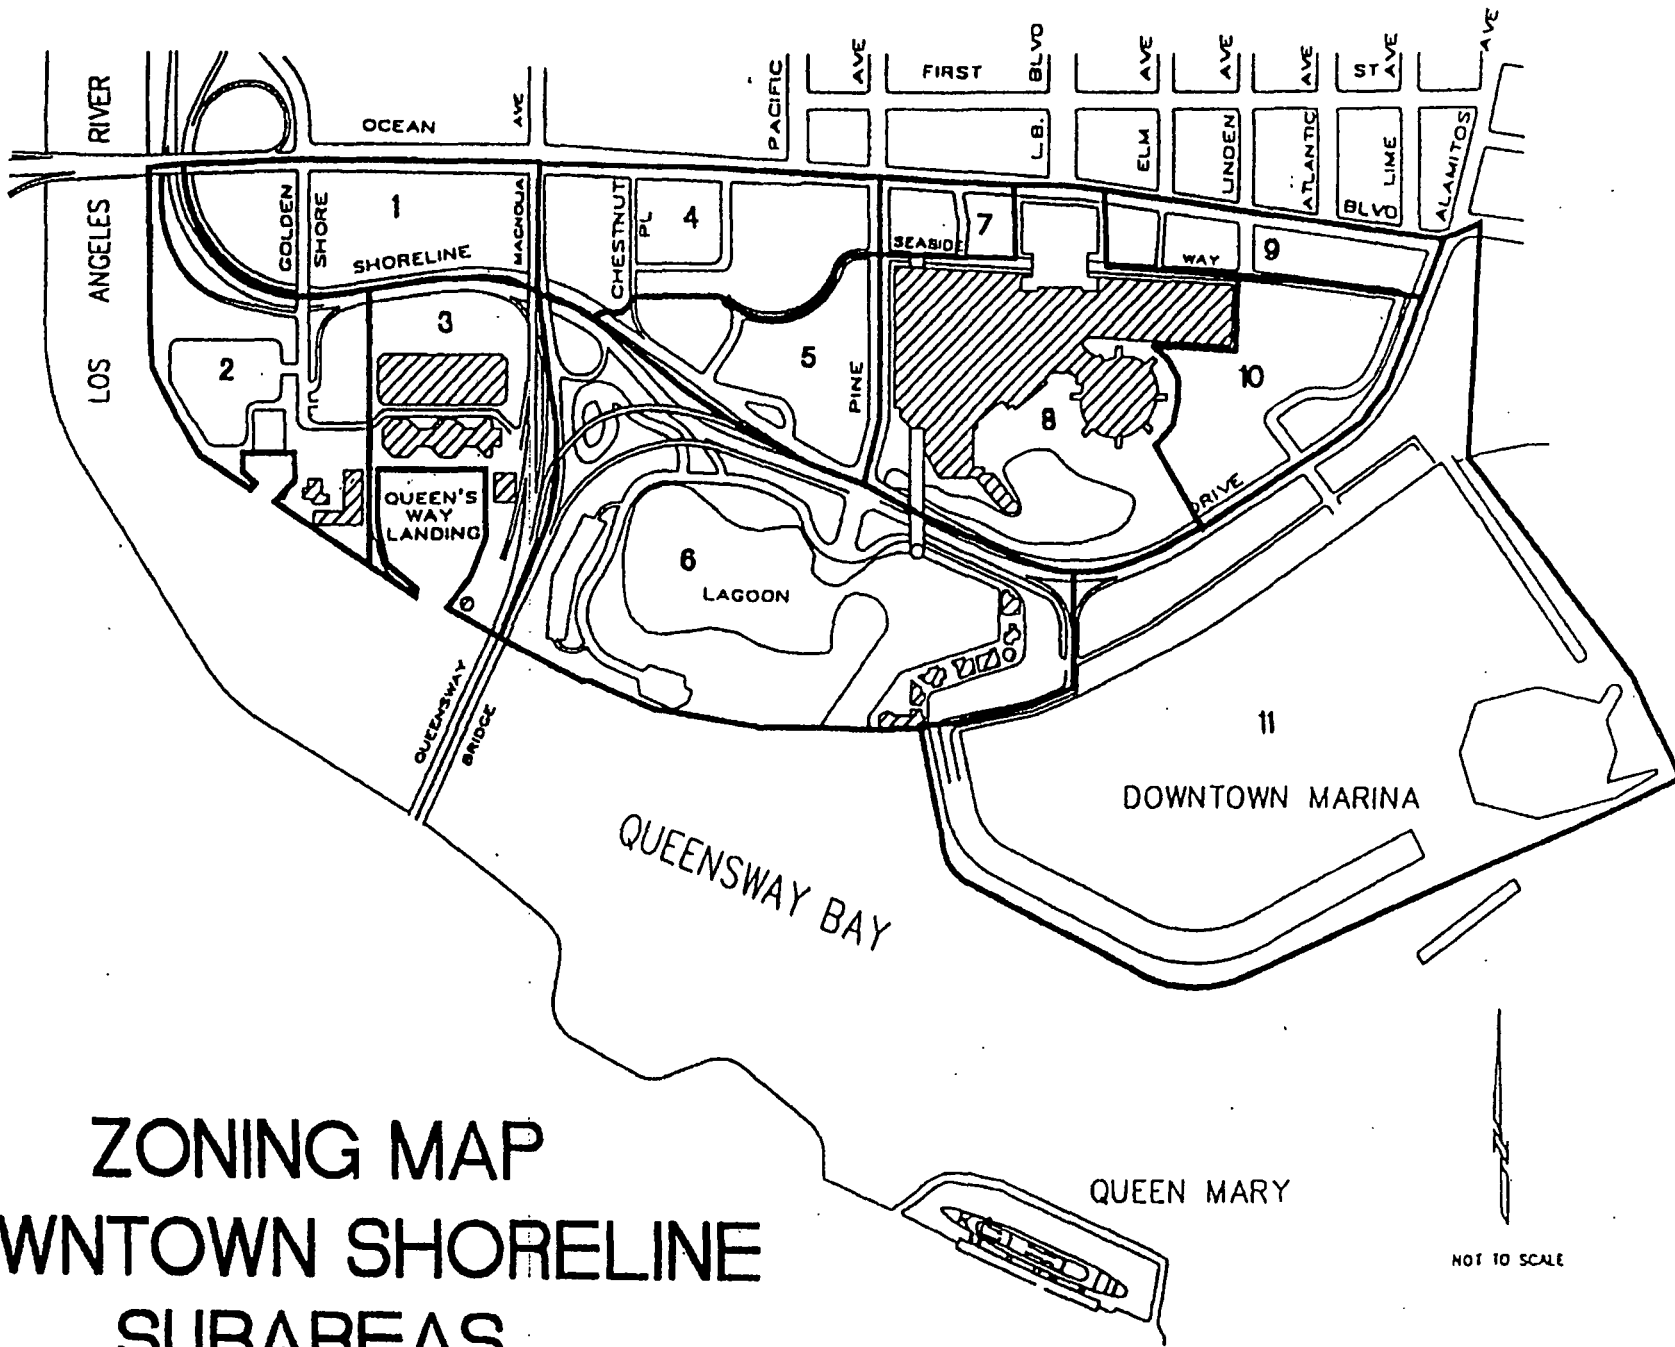 LOS ANGELES RIVER
OCEAN
AVE
PACIFIC
AVE
FIRST
BLVD
AVE
AVE
AVE
ST
AVE
AVE
L.B.
ELM
LINDEN
ATLANTIC
LIME
ALAMITOS
BLVD
GOLDEN
SHORE
1
MAGNOLIA
CHESTNUT
PL
4
SEASIDE
7
WAY
9
SHORELINE
2
3
5
PINE
8
10
QUEEN'S
WAY
LANDING
DRIVE
6
LAGOON
QUEENSWAY
BRIDGE
11
DOWNTOWN MARINA
QUEENSWAY BAY
QUEEN MARY
N
NOT TO SCALE
ZONING MAP
WNTOWN SHORELINE
SUBAREAS